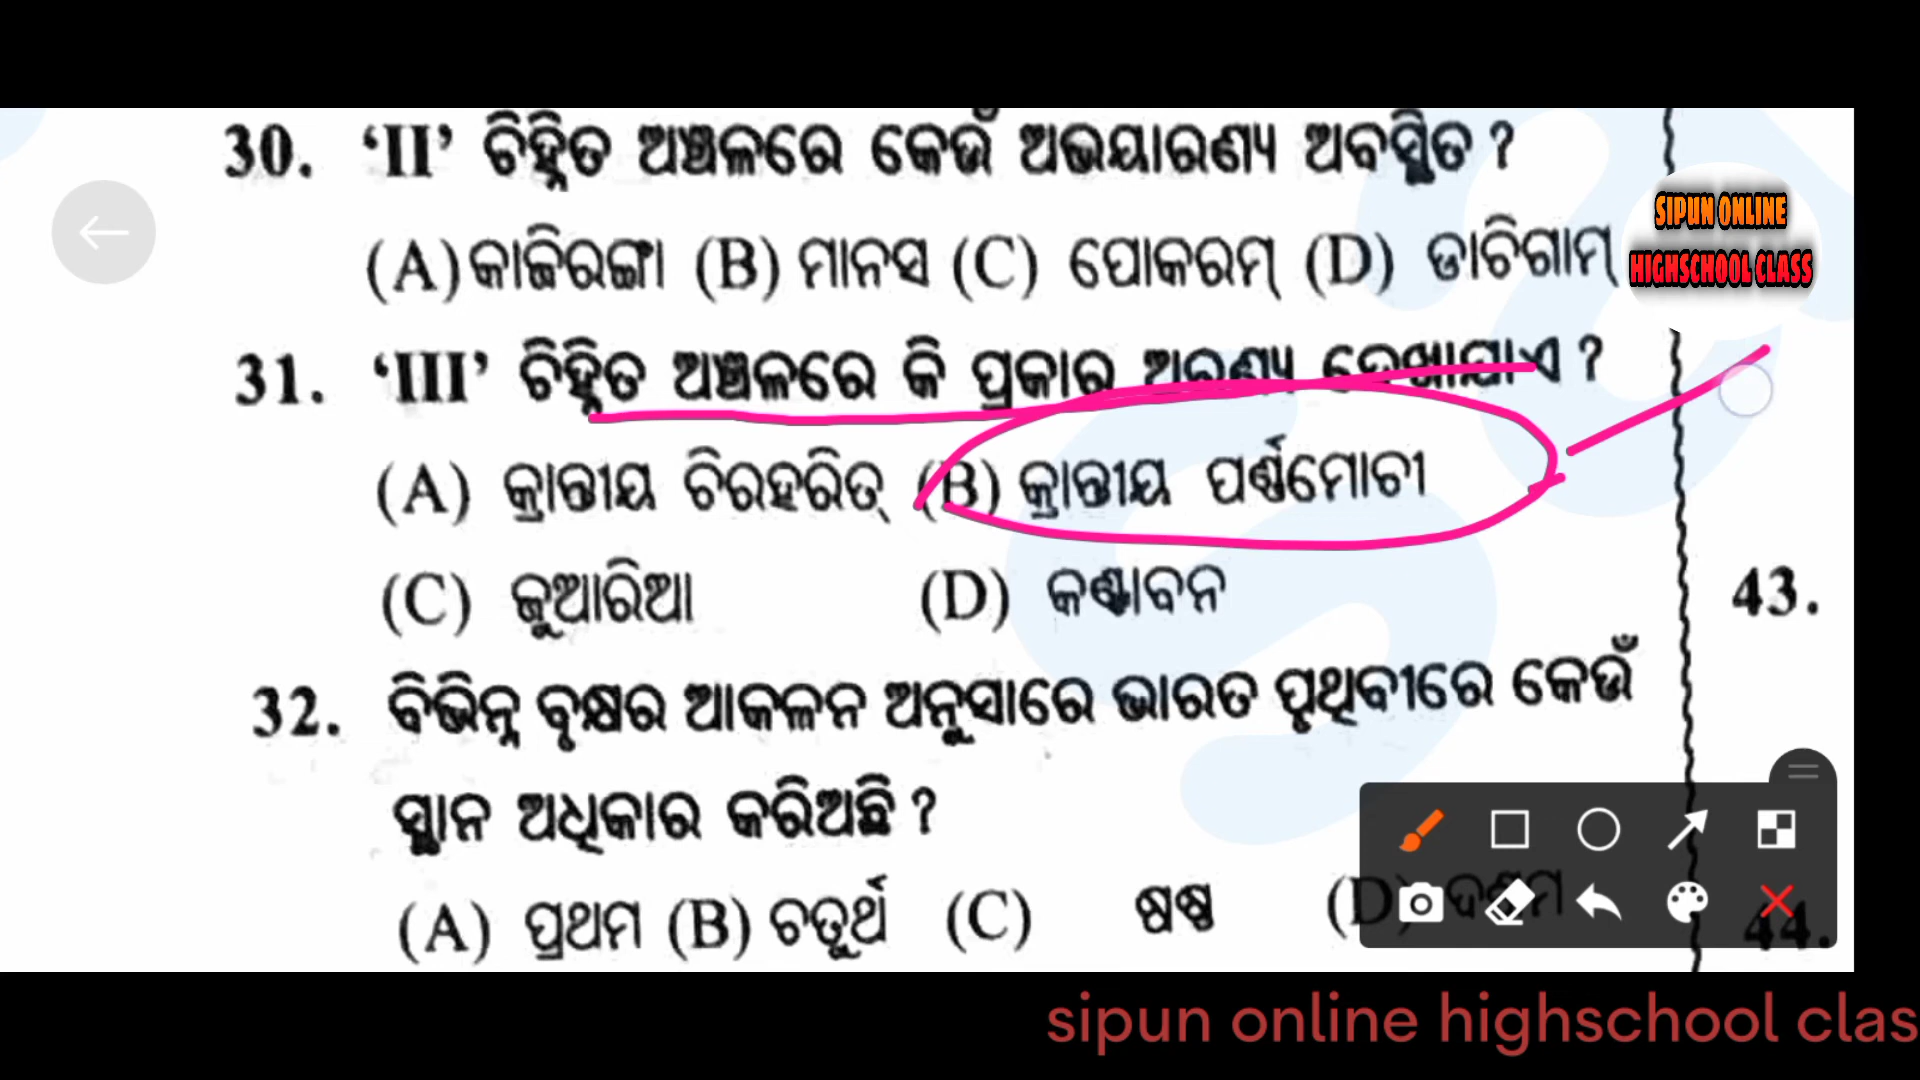 30. ‘II’ ଚିହ୍ନିତ ଅଞ୍ଚଳରେ କେଉଁ ଅଭୟାରଣ୍ୟ ଅବସ୍ଥିତ ?
(A) କାଜିରଙ୍ଗା (B) ମାନସ (C) ପୋକରମ୍ (D) ଡାଚିଗାମ୍
SIPUN ONLINE
HIGHSCHOOL CLASS
31. ‘III’ ଚିହ୍ନିତ ଅଞ୍ଚଳରେ କି ପ୍ରକାର ଅରଣ୍ୟ ଦେଖାଯାଏ ?
(A) କ୍ରାନ୍ତୀୟ ଚିରହରିତ୍ (B) କ୍ରାନ୍ତୀୟ ପର୍ଣ୍ଣମୋଚୀ
(C) ଜୁଆରିଆ (D) କଣ୍ଟାବନ
43.
32. ବିଭିନ୍ନ ବୃକ୍ଷର ଆକଳନ ଅନୁସାରେ ଭାରତ ପୃଥିବୀରେ କେଉଁ
ସ୍ଥାନ ଅଧିକାର କରିଅଛି ?
(A) ପ୍ରଥମ (B) ଚତୁର୍ଥ (C) ଷଷ୍ଠ (D) ଦଶମ
44.
sipun online highschool clas